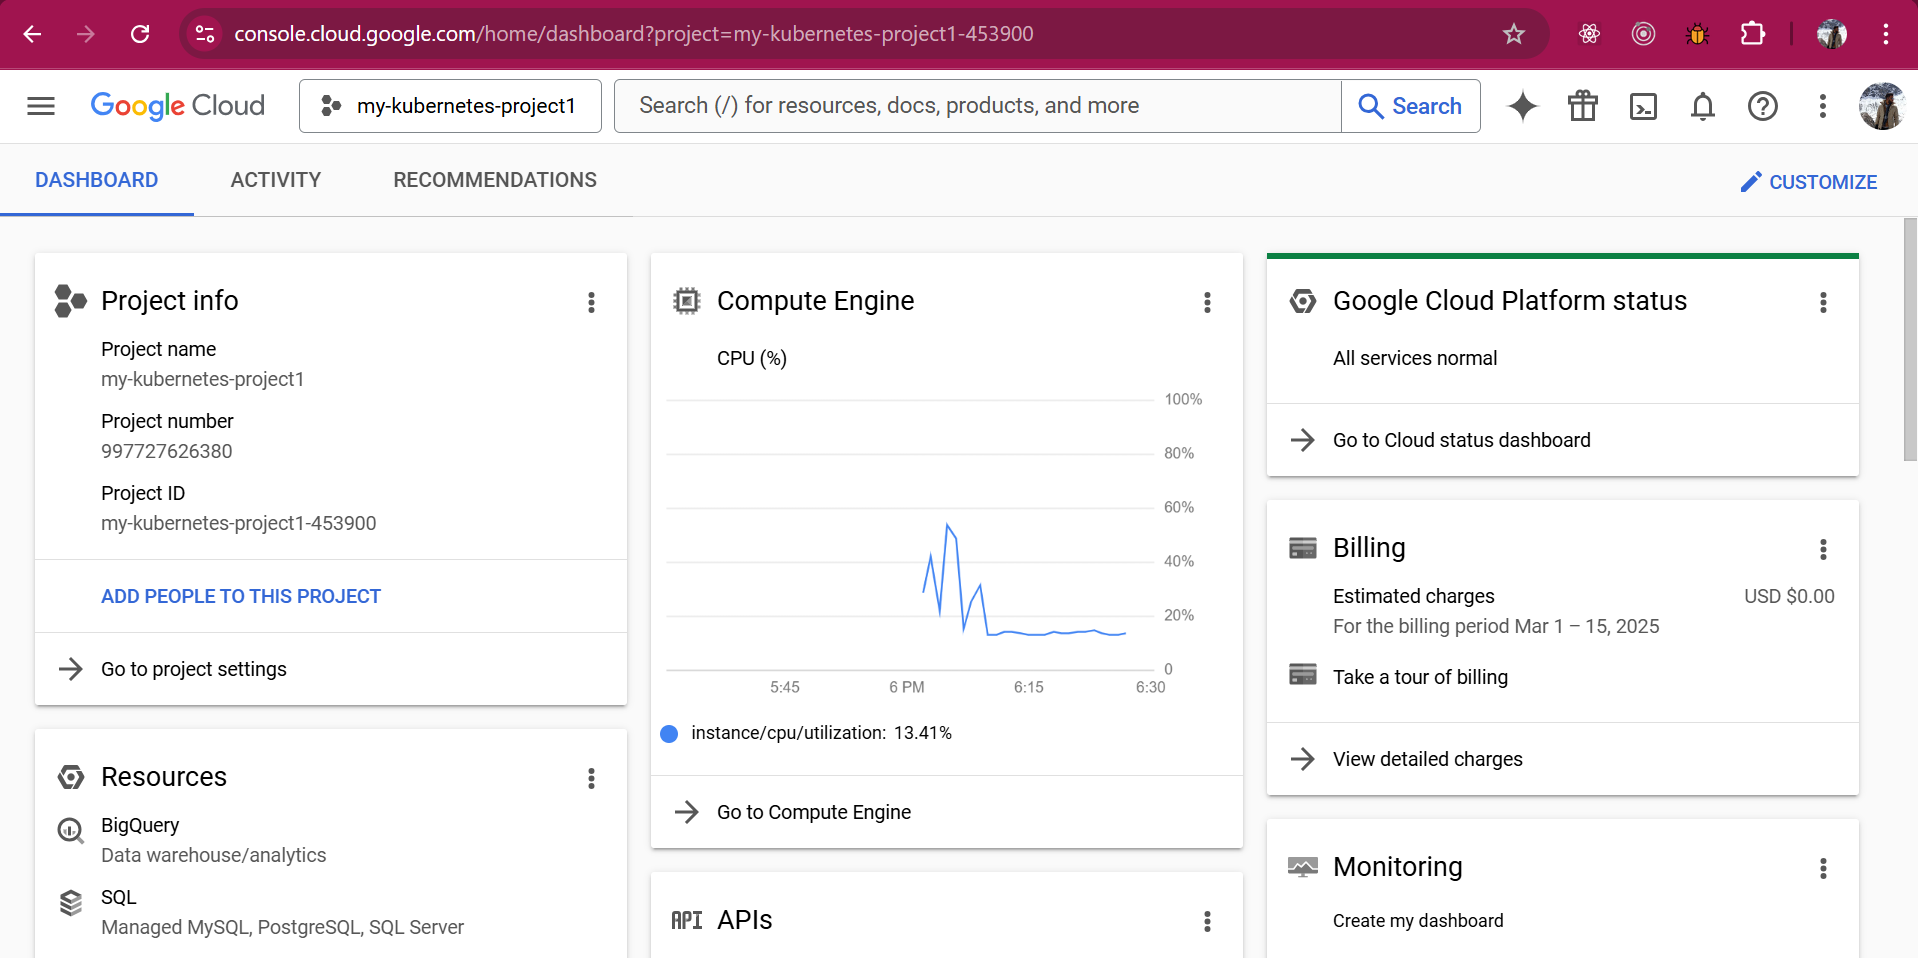 console.cloud.google.com/home/dashboard?project=my-kubernetes-project1-453900
Google Cloud
my-kubernetes-project1
Search (/) for resources, docs, products, and more
Search
DASHBOARD
ACTIVITY
RECOMMENDATIONS
CUSTOMIZE
Project info
Project name
my-kubernetes-project1
Project number
997727626380
Project ID
my-kubernetes-project1-453900
ADD PEOPLE TO THIS PROJECT
Go to project settings
Resources
BigQuery
Data warehouse/analytics
SQL
Managed MySQL, PostgreSQL, SQL Server
Compute Engine
CPU (%)
100%
80%
60%
40%
20%
0
5:45
6 PM
6:15
6:30
instance/cpu/utilization: 13.41%
Go to Compute Engine
API APIs
Google Cloud Platform status
All services normal
Go to Cloud status dashboard
Billing
Estimated charges
USD $0.00
For the billing period Mar 1 – 15, 2025
Take a tour of billing
View detailed charges
Monitoring
Create my dashboard